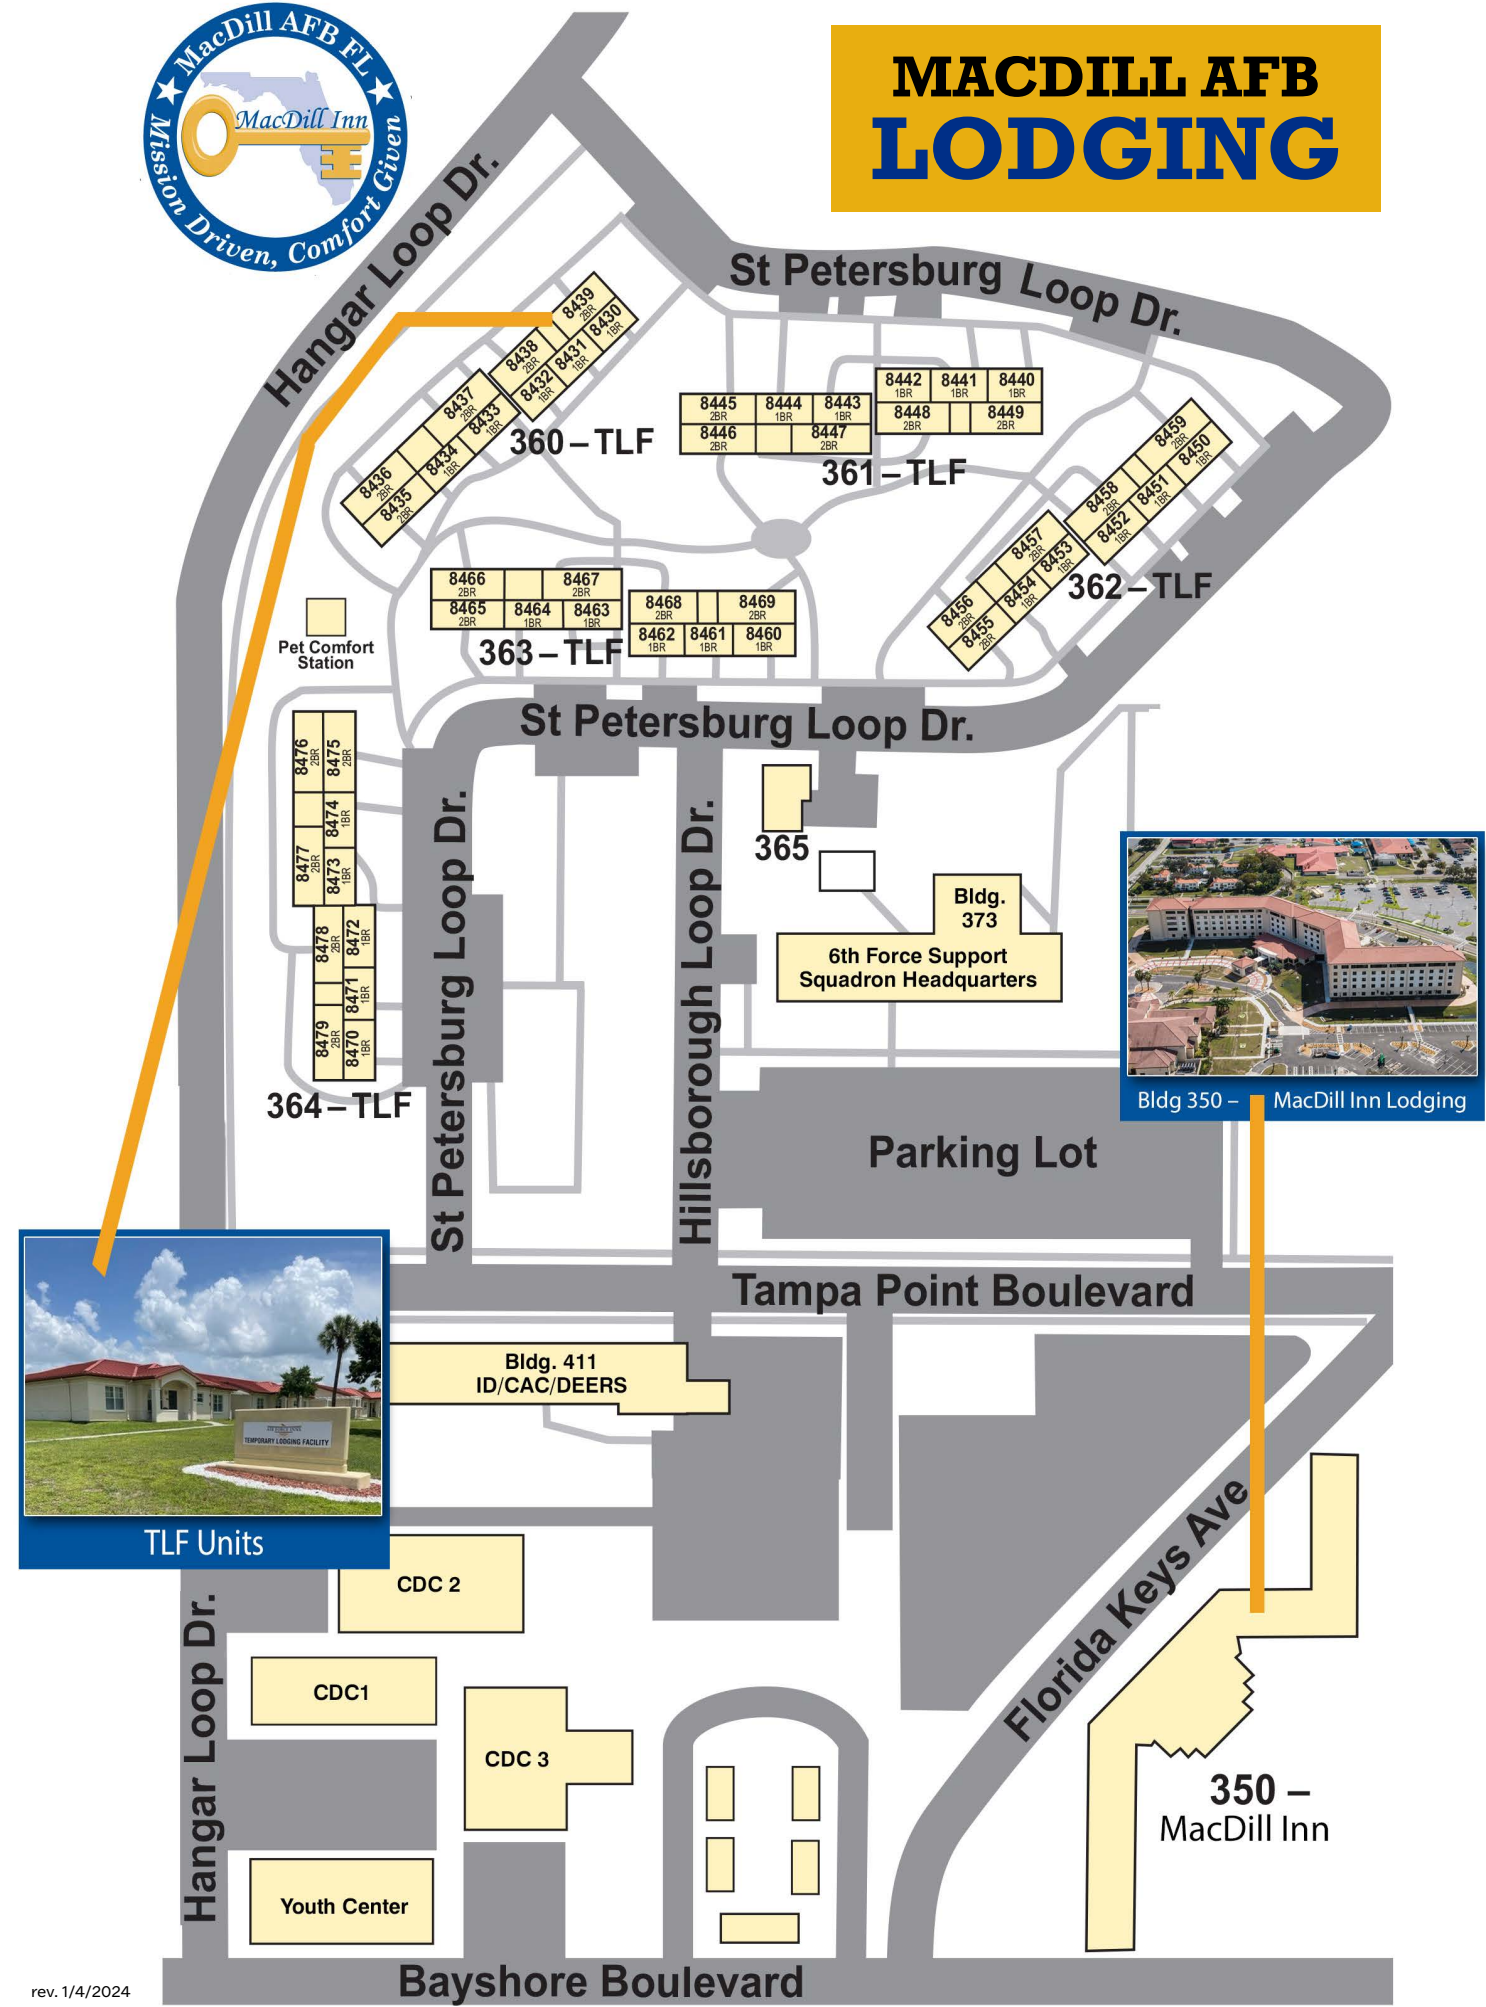 MacDill AFB FL
MacDill Inn
Mission Driven, Comfort Given
MACDILL AFB
LODGING
Hangar Loop Dr.
St Petersburg Loop Dr.
8439
2BR
8430
1BR
8438
2BR
8431
1BR
8432
1BR
8437
2BR
8433
1BR
8436
2BR
8434
1BR
8435
2BR
360 – TLF
8445
2BR
8444
1BR
8443
1BR
8446
2BR
8447
2BR
8442
1BR
8441
1BR
8440
1BR
8448
2BR
8449
2BR
361 – TLF
8459
2BR
8450
1BR
8458
2BR
8451
1BR
8452
1BR
8457
2BR
8453
1BR
8456
2BR
8454
1BR
8455
2BR
362 – TLF
8466
2BR
8467
2BR
8465
2BR
8464
1BR
8463
1BR
8468
2BR
8469
2BR
8462
1BR
8461
1BR
8460
1BR
363 – TLF
Pet Comfort
Station
St Petersburg Loop Dr.
8476
2BR
8475
2BR
8474
1BR
8477
2BR
8473
1BR
8478
2BR
8472
1BR
8471
1BR
8479
2BR
8470
1BR
364 – TLF
St Petersburg Loop Dr.
Hillsborough Loop Dr.
365
Bldg.
373
6th Force Support
Squadron Headquarters
Bldg 350 – MacDill Inn Lodging
Parking Lot
Tampa Point Boulevard
TEMPORARY LODGING FACILITY
TLF Units
Bldg. 411
ID/CAC/DEERS
CDC 2
CDC1
CDC 3
Youth Center
Hangar Loop Dr.
Florida Keys Ave
350 –
MacDill Inn
Bayshore Boulevard
rev. 1/4/2024